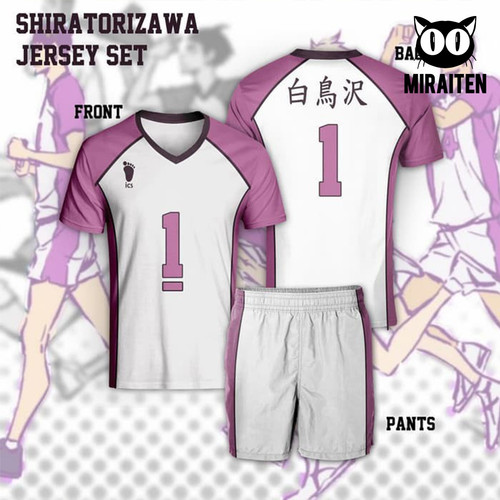 SHIRATORIZAWA
JERSEY SET
FRONT
ics
1
BA
MIRAITEN
白鳥沢
1
PANTS